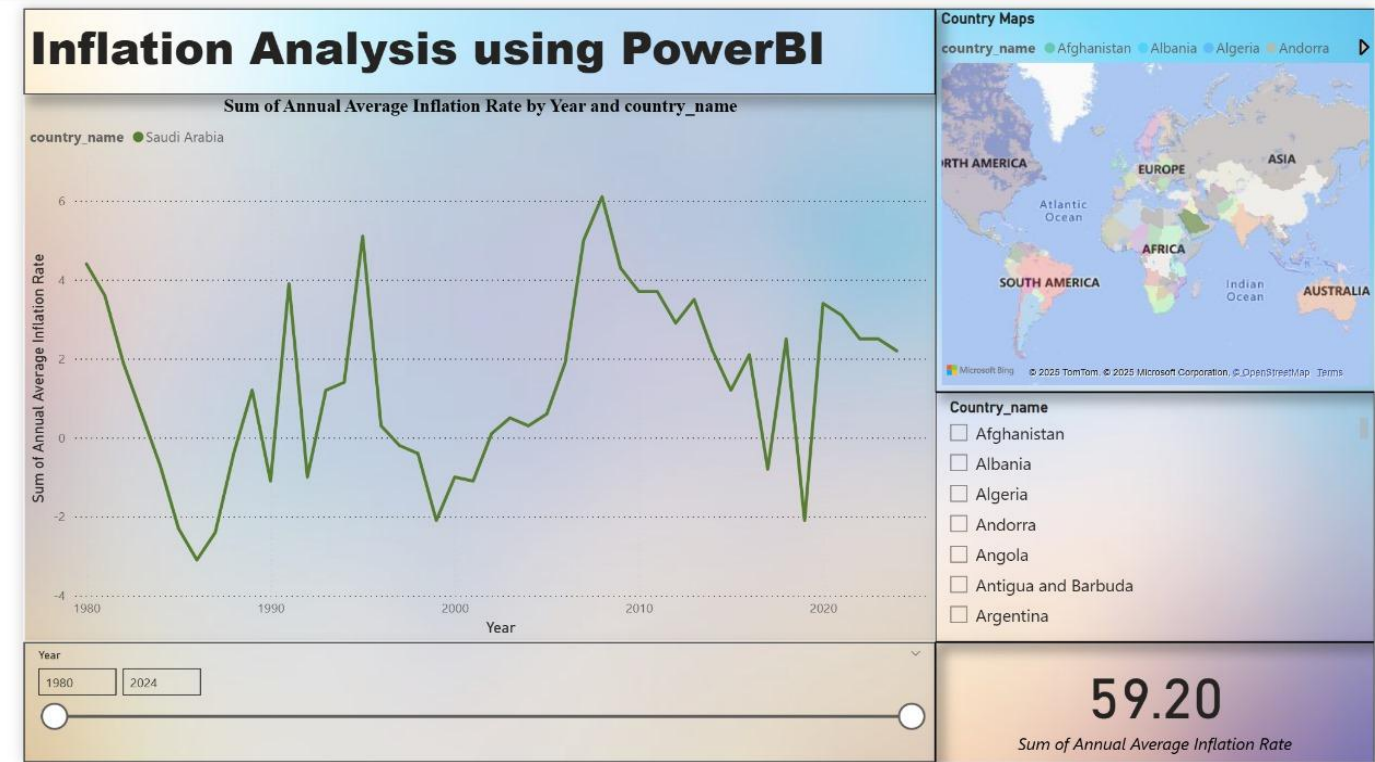 Inflation Analysis using PowerBI
Sum of Annual Average Inflation Rate by Year and country_name
country_name Saudi Arabia
Sum of Annual Average Inflation Rate
6
4
2
0
-2
-4
1980 1990 2000 2010 2020
Year
Country Maps
country_name Afghanistan Albania Algeria Andorra
RTH AMERICA
EUROPE
ASIA
Atlantic
Ocean
AFRICA
SOUTH AMERICA
Indian
Ocean
AUSTRALIA
Microsoft Bing © 2025 TomTom, © 2025 Microsoft Corporation, © OpenStreetMap Terms
Country_name
Afghanistan
Albania
Algeria
Andorra
Angola
Antigua and Barbuda
Argentina
Year
1980 2024
59.20
Sum of Annual Average Inflation Rate